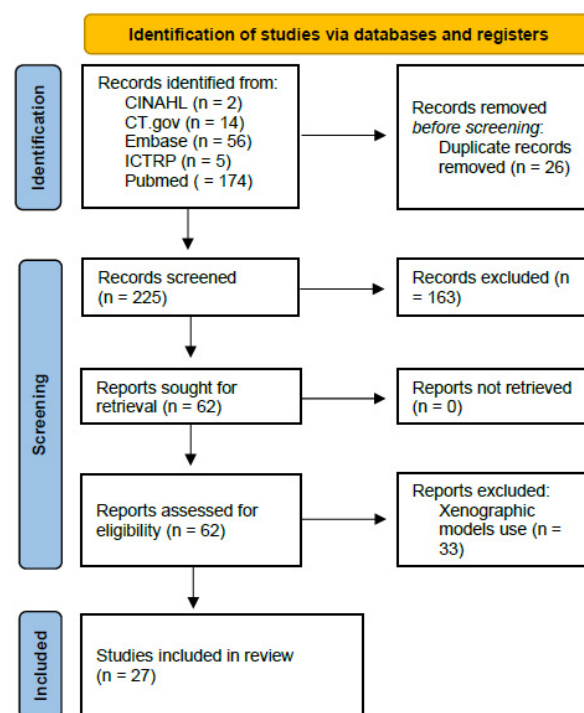 Identification of studies via databases and registers
Identification
Records identified from:
CINAHL (n = 2)
CT.gov (n = 14)
Embase (n = 56)
ICTRP (n = 5)
Pubmed ( = 174)
Records removed
before screening:
Duplicate records
removed (n = 26)
Screening
Records screened
(n = 225)
Records excluded (n
= 163)
Reports sought for
retrieval (n = 62)
Reports not retrieved
(n = 0)
Reports assessed for
eligibility (n = 62)
Reports excluded:
Xenographic
models use (n =
33)
Included
Studies included in review
(n = 27)